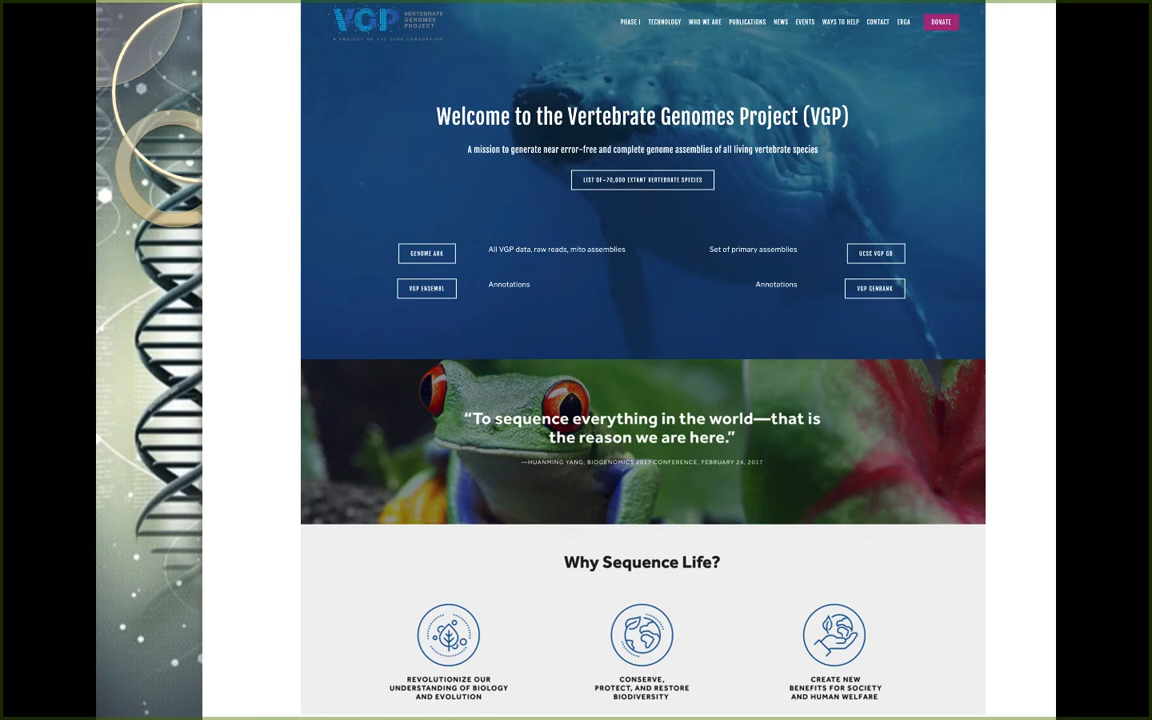 VGP VERTEBRATE
GENOMES
PROJECT
A PROJECT OF THE G10K CONSORTIUM
PHASE I TECHNOLOGY WHO WE ARE PUBLICATIONS NEWS EVENTS WAYS TO HELP CONTACT ERGA DONATE
Welcome to the Vertebrate Genomes Project (VGP)
A mission to generate near error-free and complete genome assemblies of all living vertebrate species
LIST OF ~70,000 EXTANT VERTEBRATE SPECIES
GENOME ARK All VGP data, raw reads, mito assemblies Set of primary assemblies UCSC VGP GB
VGP ENSEMBL Annotations Annotations VGP GENBANK
“To sequence everything in the world—that is
the reason we are here.”
—HUANMING YANG, BIOGENOMICS 2017 CONFERENCE, FEBRUARY 24, 2017
Why Sequence Life?
REVOLUTIONIZE OUR
UNDERSTANDING OF BIOLOGY
AND EVOLUTION
CONSERVE,
PROTECT, AND RESTORE
BIODIVERSITY
CREATE NEW
BENEFITS FOR SOCIETY
AND HUMAN WELFARE